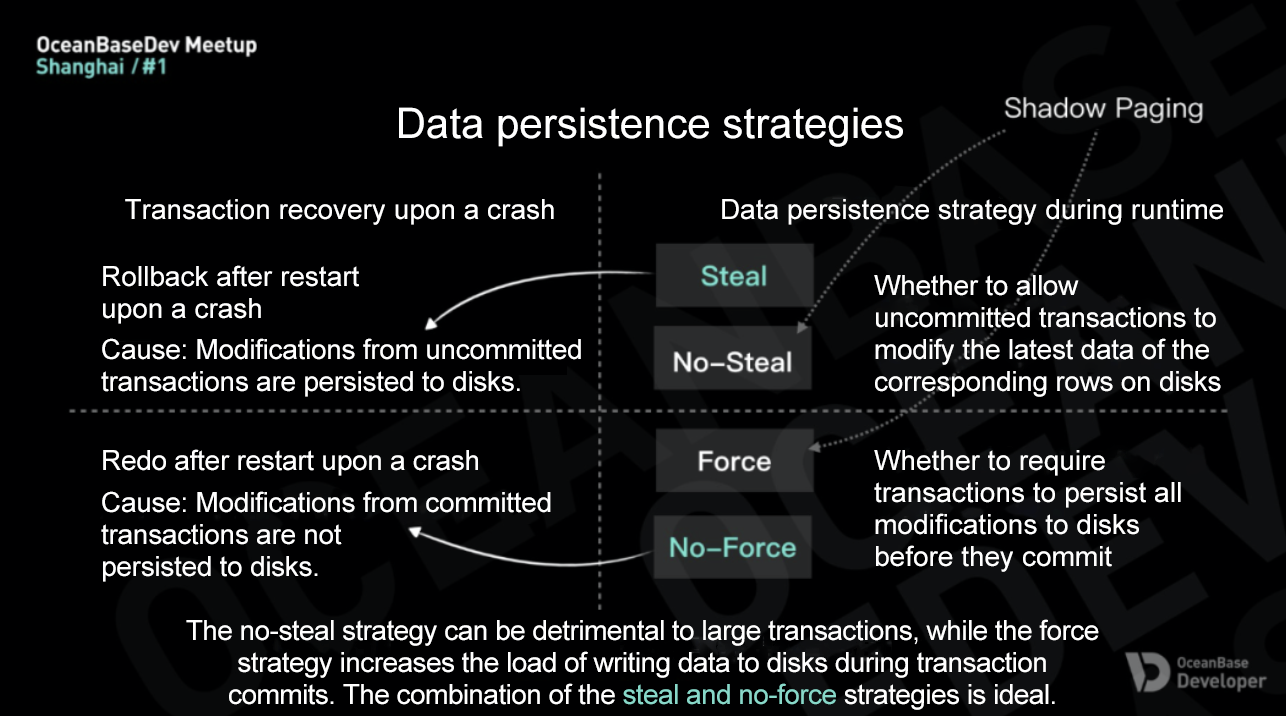 OceanBaseDev Meetup
Shanghai / #1
Shadow Paging
Data persistence strategies
Transaction recovery upon a crash
Data persistence strategy during runtime
Rollback after restart
upon a crash
Cause: Modifications from uncommitted
transactions are persisted to disks.
Steal
No-Steal
Whether to allow
uncommitted transactions to
modify the latest data of the
corresponding rows on disks
Redo after restart upon a crash
Cause: Modifications from committed
transactions are not
persisted to disks.
Force
No-Force
Whether to require
transactions to persist all
modifications to disks
before they commit
The no-steal strategy can be detrimental to large transactions, while the force
strategy increases the load of writing data to disks during transaction
commits. The combination of the steal and no-force strategies is ideal.
OceanBase
Developer